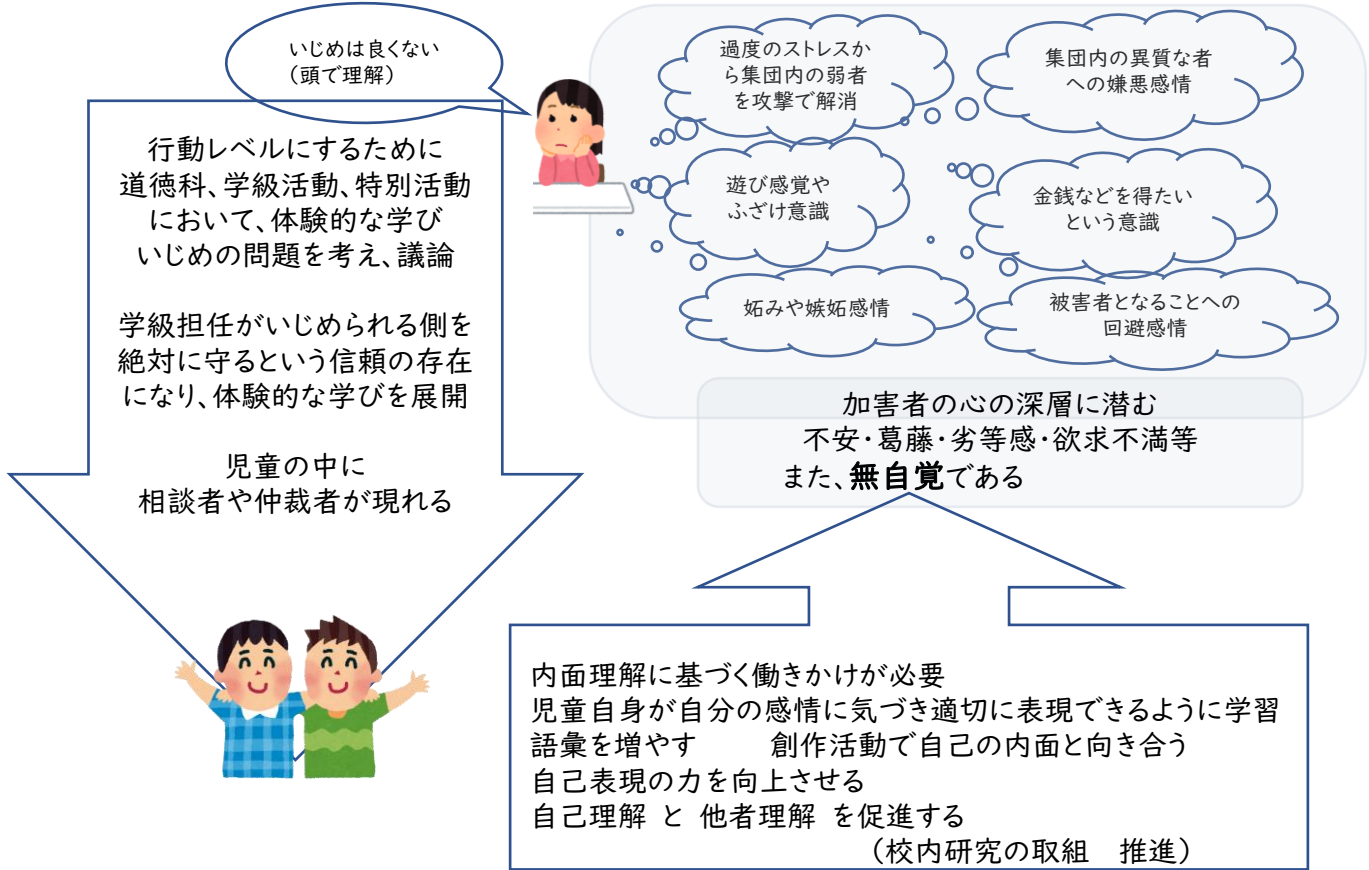 いじめは良くない
（頭で理解）
行動レベルにするために
道徳科、学級活動、特別活動
において、体験的な学び
いじめの問題を考え、議論
学級担任がいじめられる側を
絶対に守るという信頼の存在
になり、体験的な学びを展開
児童の中に
相談者や仲裁者が現れる
過度のストレスか
ら集団内の弱者
を攻撃で解消
集団内の異質な者
への嫌悪感情
遊び感覚や
ふざけ意識
金銭などを得たい
という意識
妬みや嫉妬感情
被害者となることへの
回避感情
加害者の心の深層に潜む
不安・葛藤・劣等感・欲求不満等
また、無自覚である
内面理解に基づく働きかけが必要
児童自身が自分の感情に気づき適切に表現できるように学習
語彙を増やす　　創作活動で自己の内面と向き合う
自己表現の力を向上させる
自己理解 と 他者理解 を促進する
（校内研究の取組　推進）